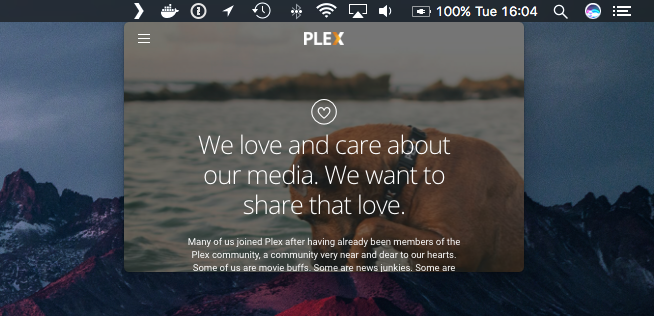 100% Tue 16:04
PLEX
We love and care about
our media. We want to
share that love.
Many of us joined Plex after having already been members of the
Plex community, a community very near and dear to our hearts.
Some of us are movie buffs. Some are news junkies. Some are